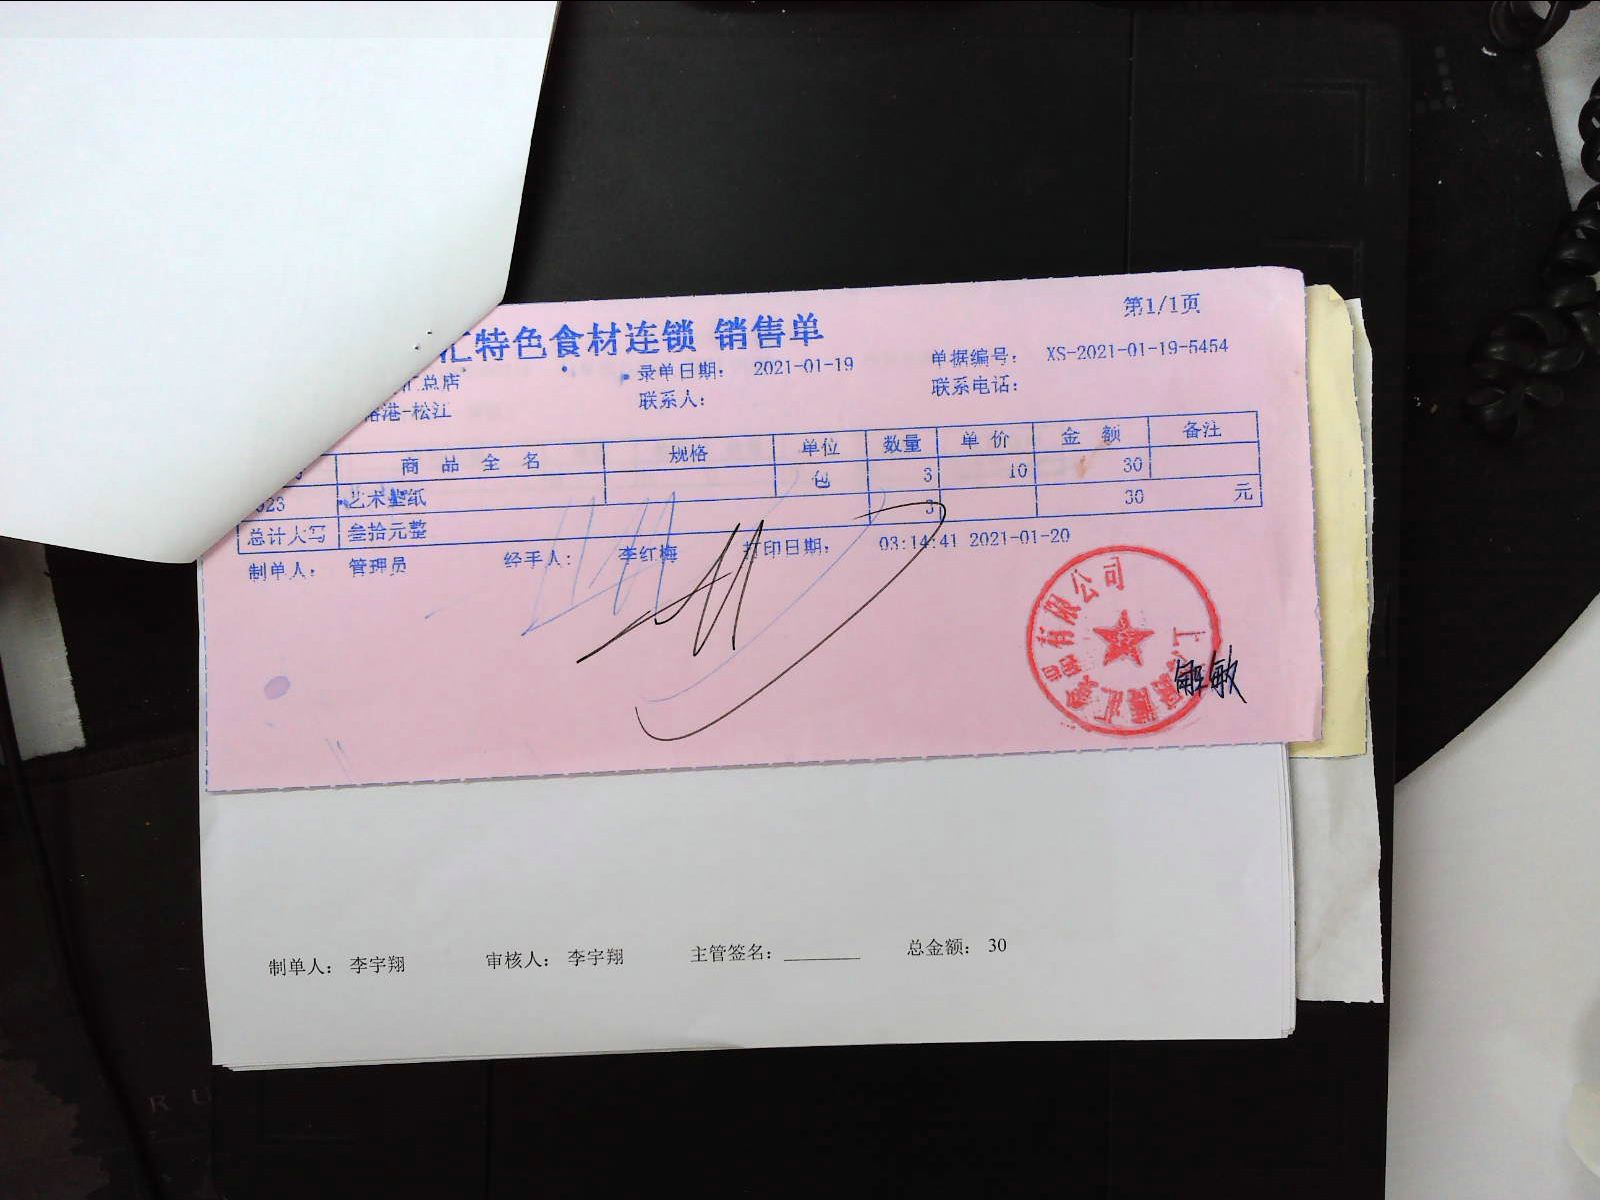 第1/1页
汇特色食材连锁 销售单
汇总店 录单日期: 2021-01-19 单据编号: XS-2021-01-19-5454
港-松江 联系人: 联系电话:
商品全名 规格 单位 数量 单价 金额 备注
023 艺术垫纸 包 3 10 30
3 30 元
总计大写 叁拾元整
制单人: 管理员 经手人: 李红梅 打印日期: 03:14:41 2021-01-20
有限公司
敏
制单人: 李宇翔 审核人: 李宇翔 主管签名: ________ 总金额: 30